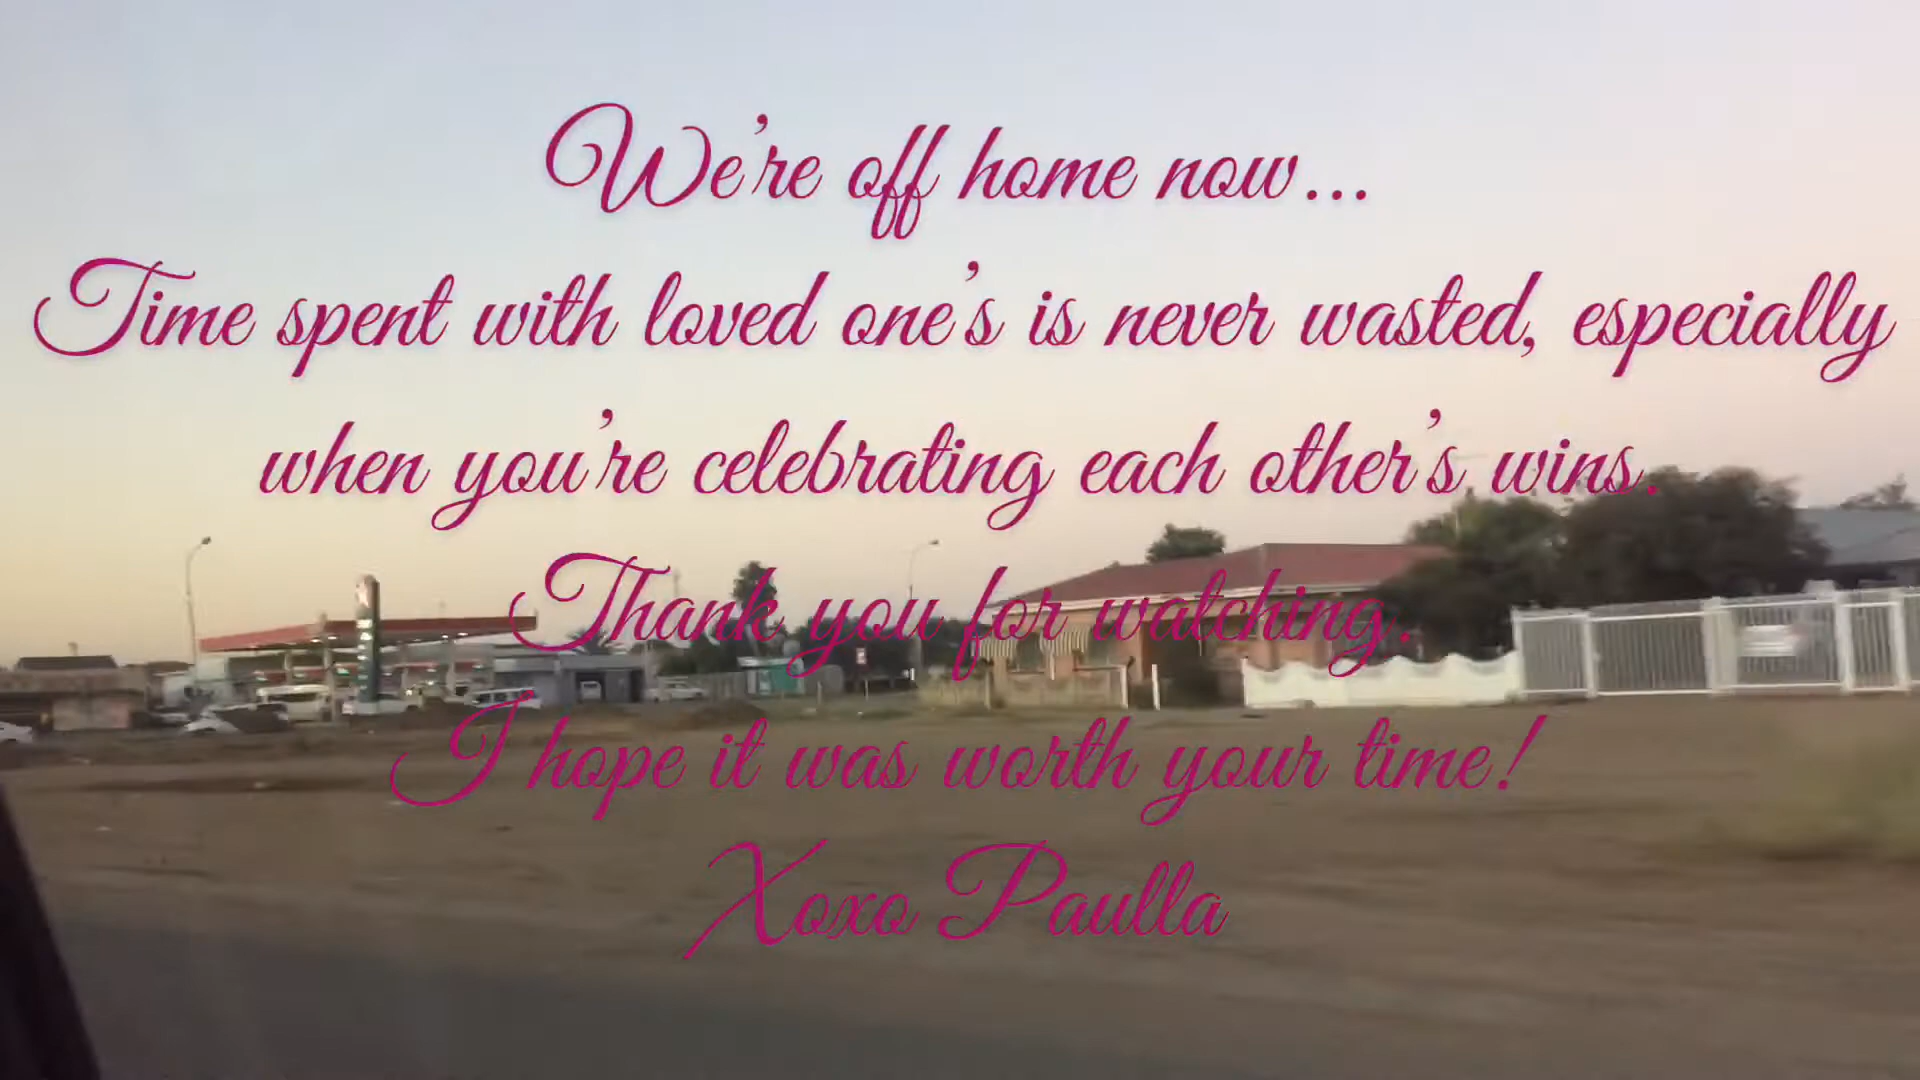 We're off home now...
Time spent with loved one's is never wasted, especially
when you're celebrating each other's wins.
Thank you for watching.
I hope it was worth your time!
Xoxo Paulla